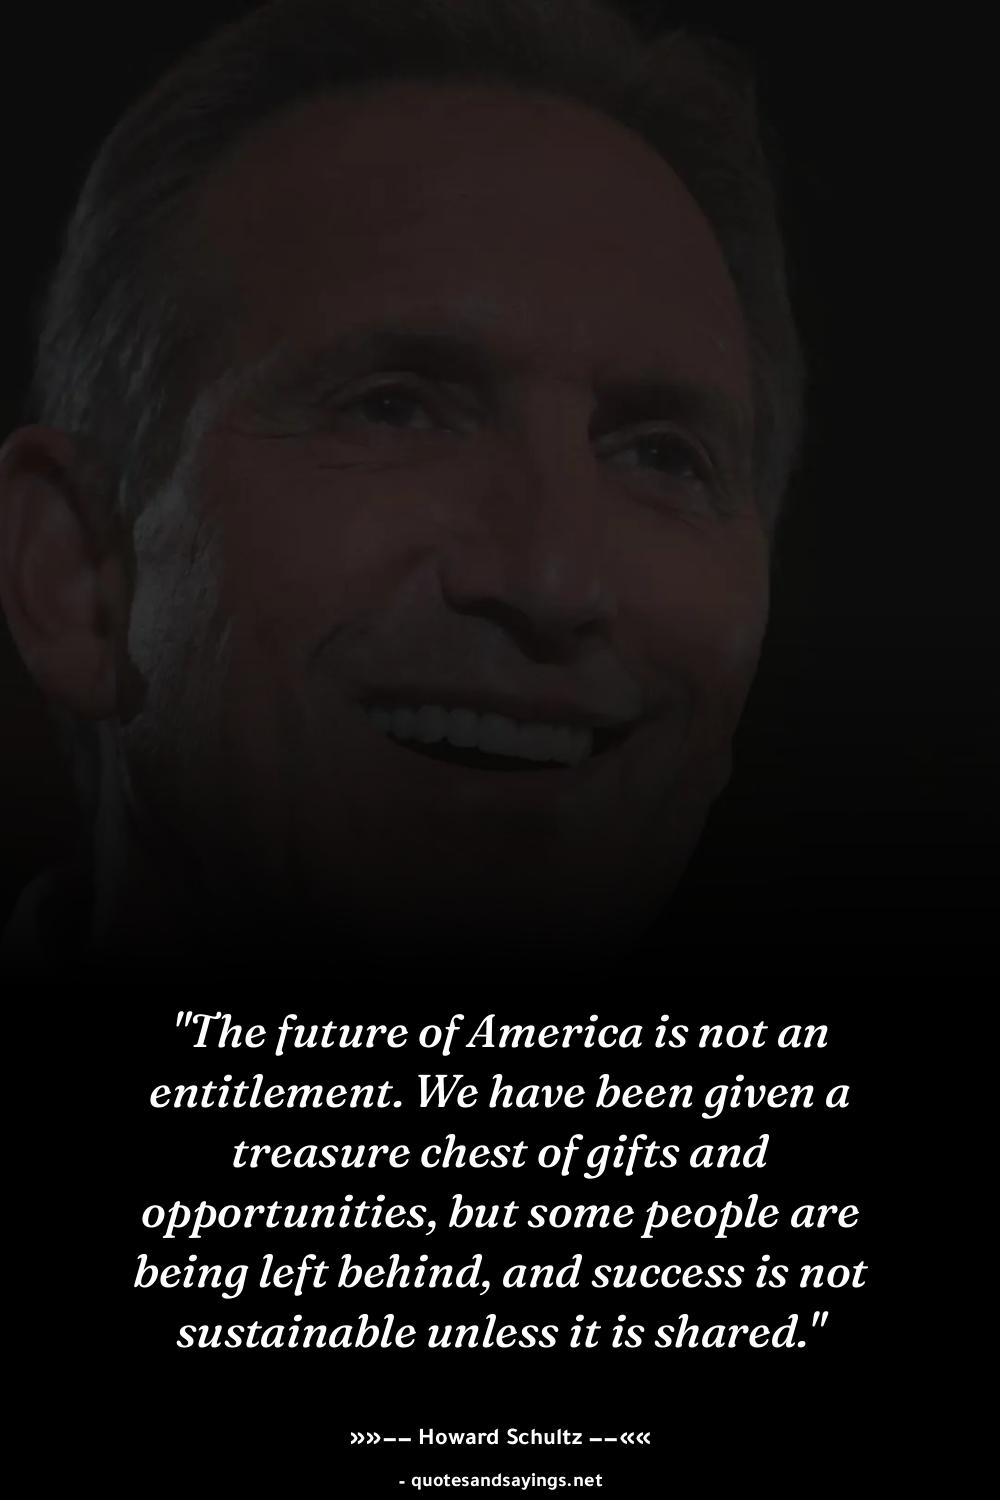 "The future of America is not an
entitlement. We have been given a
treasure chest of gifts and
opportunities, but some people are
being left behind, and success is not
sustainable unless it is shared."
»»-- Howard Schultz --««
- quotesandsayings.net